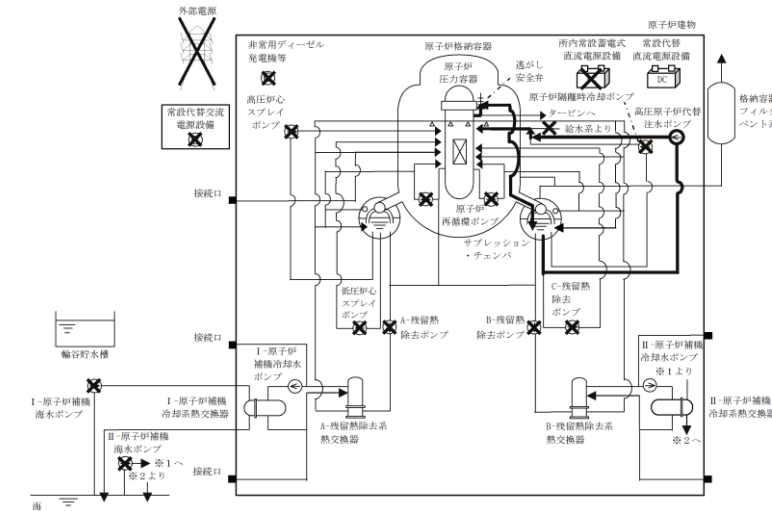 外部電源
原子炉建物
非常用ディーゼル
発電機等
原子炉格納容器
原子炉
圧力容器
逃がし
安全弁
所内常設蓄電式
直流電源設備
常設代替
直流電源設備
DC
高圧炉心
スプレイ
ポンプ
原子炉隔離時冷却ポンプ
タービンへ
給水系より
高圧原子炉代替
注水ポンプ
格納容器
フィルタ
ベント系
常設代替交流
電源設備
接続口
原子炉
再循環ポンプ
サプレッション
・チェンバ
低圧炉心
スプレイ
ポンプ
A-残留熱
除去ポンプ
B-残留熱
除去ポンプ
C-残留熱
除去
ポンプ
輪谷貯水槽
接続口
Ⅰ-原子炉
補機冷却水
ポンプ
Ⅱ-原子炉補機
冷却水ポンプ
※1より
Ⅰ-原子炉補機
海水ポンプ
Ⅰ-原子炉補機
冷却系熱交換器
A-残留熱除去系
熱交換器
B-残留熱除去系
熱交換器
Ⅱ-原子炉補機
冷却系熱交換器
※2へ
Ⅱ-原子炉補機
海水ポンプ
※1へ
※2より
接続口
海